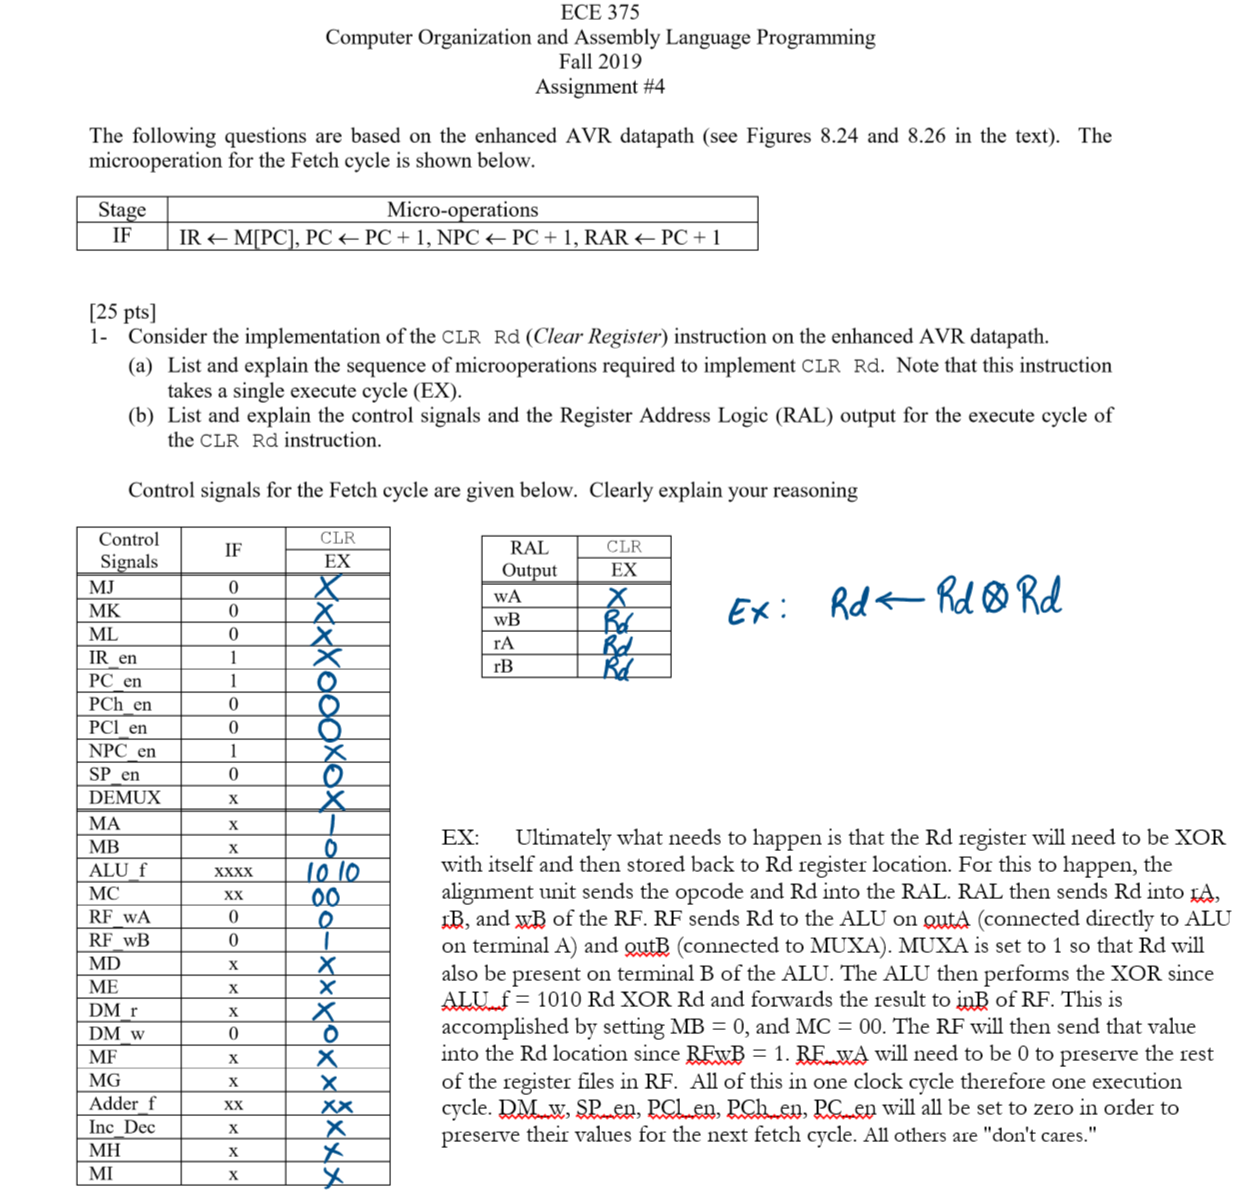 ECE 375
Computer Organization and Assembly Language Programming
Fall 2019
Assignment #4
The following questions are based on the enhanced AVR datapath (see Figures 8.24 and 8.26 in the text). The
microoperation for the Fetch cycle is shown below.
Stage Micro-operations
IF IR ← M[PC], PC ← PC + 1, NPC ← PC + 1, RAR ← PC + 1
[25 pts]
1- Consider the implementation of the CLR Rd (Clear Register) instruction on the enhanced AVR datapath.
(a) List and explain the sequence of microoperations required to implement CLR Rd. Note that this instruction
takes a single execute cycle (EX).
(b) List and explain the control signals and the Register Address Logic (RAL) output for the execute cycle of
the CLR Rd instruction.
Control signals for the Fetch cycle are given below. Clearly explain your reasoning
Control Signals IF CLR EX
MJ 0 X
MK 0 X
ML 0 X
IR_en 1 X
PC_en 1 0
PCh_en 0 0
PCl_en 0 0
NPC_en 1 X
SP_en 0 0
DEMUX x X
MA x 1
MB x 0
ALU_f xxxx 10 10
MC xx 00
RF_wA 0 0
RF_wB 0 1
MD x X
ME x X
DM_r x X
DM_w 0 0
MF x X
MG x X
Adder_f xx XX
Inc_Dec x X
MH x X
MI x X
RAL Output CLR EX
wA X
wB Rd
rA Rd
rB Rd
Ex: Rd ← Rd ⊗ Rd
EX: Ultimately what needs to happen is that the Rd register will need to be XOR
with itself and then stored back to Rd register location. For this to happen, the
alignment unit sends the opcode and Rd into the RAL. RAL then sends Rd into rA,
rB, and wB of the RF. RF sends Rd to the ALU on outA (connected directly to ALU
on terminal A) and outB (connected to MUXA). MUXA is set to 1 so that Rd will
also be present on terminal B of the ALU. The ALU then performs the XOR since
ALU_f = 1010 Rd XOR Rd and forwards the result to inB of RF. This is
accomplished by setting MB = 0, and MC = 00. The RF will then send that value
into the Rd location since RFwB = 1. RF_wA will need to be 0 to preserve the rest
of the register files in RF. All of this in one clock cycle therefore one execution
cycle. DM_w, SP_en, PCl_en, PCh_en, PC_en will all be set to zero in order to
preserve their values for the next fetch cycle. All others are "don't cares."